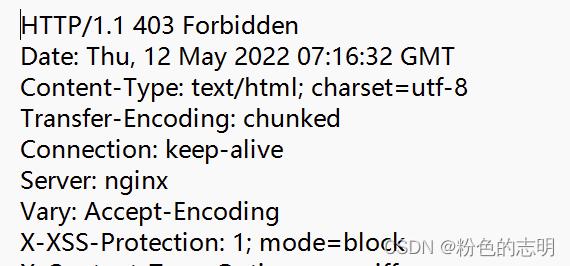 HTTP/1.1 403 Forbidden
Date: Thu, 12 May 2022 07:16:32 GMT
Content-Type: text/html; charset=utf-8
Transfer-Encoding: chunked
Connection: keep-alive
Server: nginx
Vary: Accept-Encoding
X-XSS-Protection: 1; mode=block
CSDN @粉色的志明